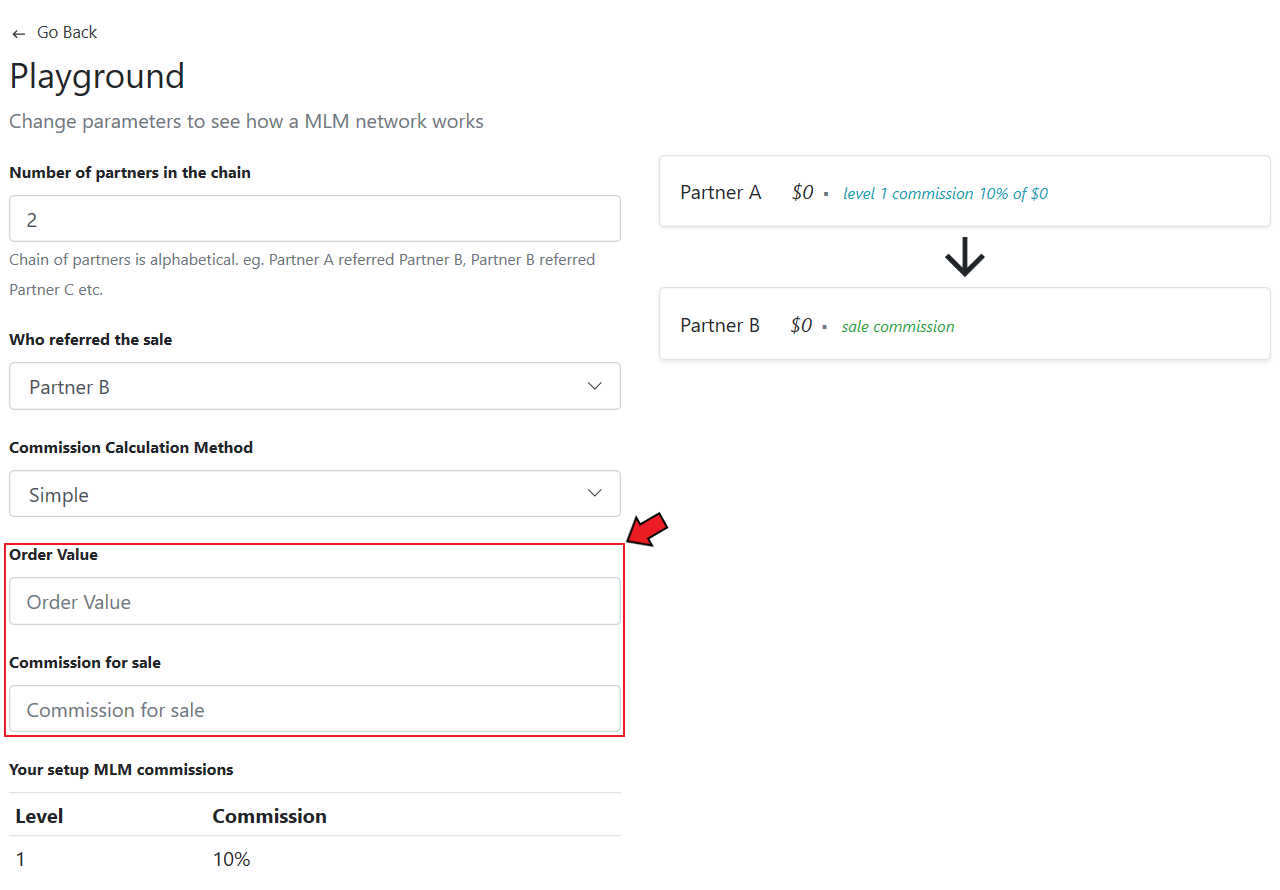 ← Go Back
Playground
Change parameters to see how a MLM network works
Number of partners in the chain
2
Chain of partners is alphabetical. eg. Partner A referred Partner B, Partner B referred
Partner C etc.
Who referred the sale
Partner B
Commission Calculation Method
Simple
Order Value
Order Value
Commission for sale
Commission for sale
Your setup MLM commissions
Level Commission
1 10%
Partner A $0 ▪ level 1 commission 10% of $0
Partner B $0 ▪ sale commission